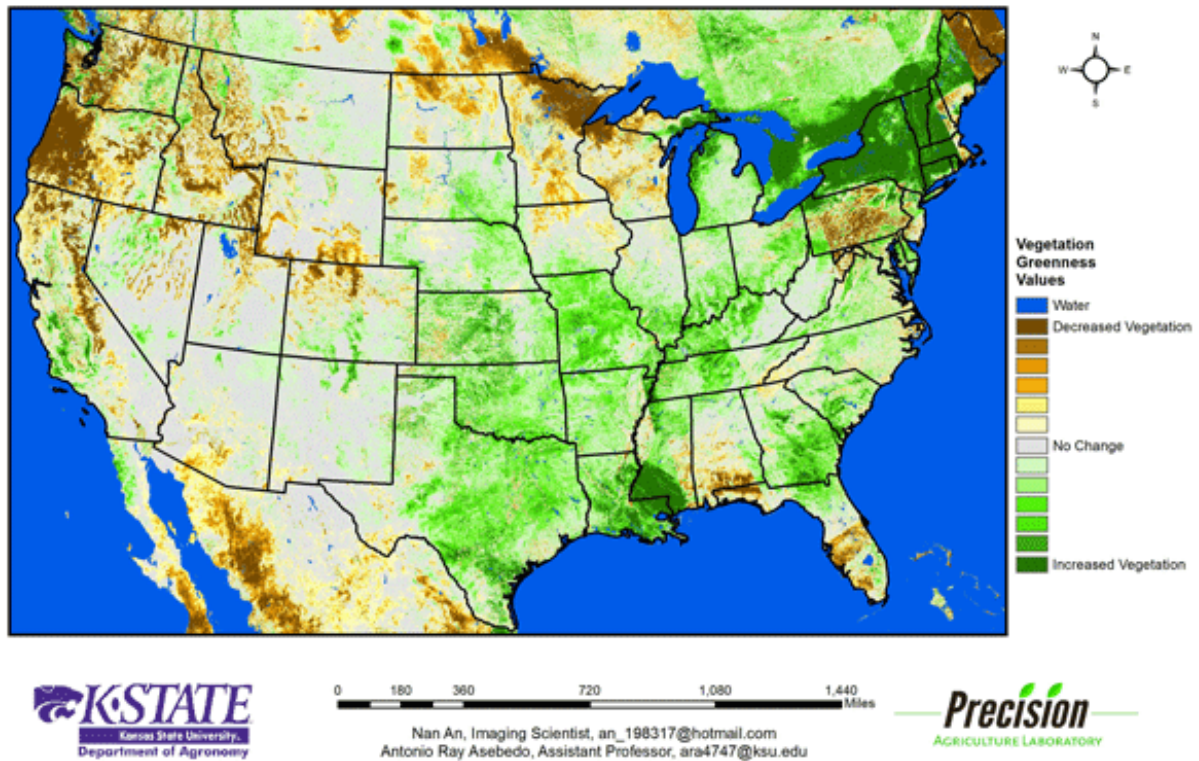 N
W E
S
Vegetation
Greenness
Values
Water
Decreased Vegetation
No Change
Increased Vegetation
K-STATE
Kansas State University.
Department of Agronomy
0 180 360 720 1,080 1,440
Miles
Nan An, Imaging Scientist, an_198317@hotmail.com
Antonio Ray Asebedo, Assistant Professor, ara4747@ksu.edu
Precision
AGRICULTURE LABORATORY